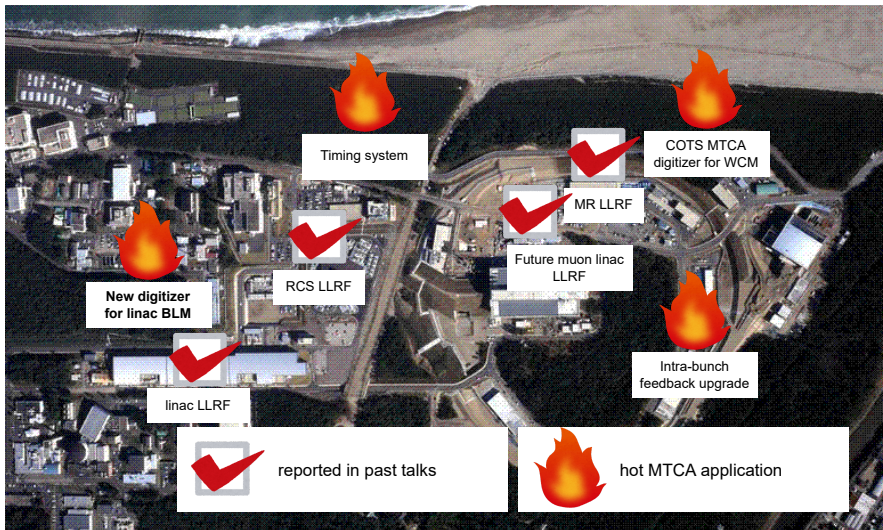 Timing system
COTS MTCA
digitizer for WCM
MR LLRF
Future muon linac
LLRF
RCS LLRF
New digitizer
for linac BLM
Intra-bunch
feedback upgrade
linac LLRF
reported in past talks
hot MTCA application